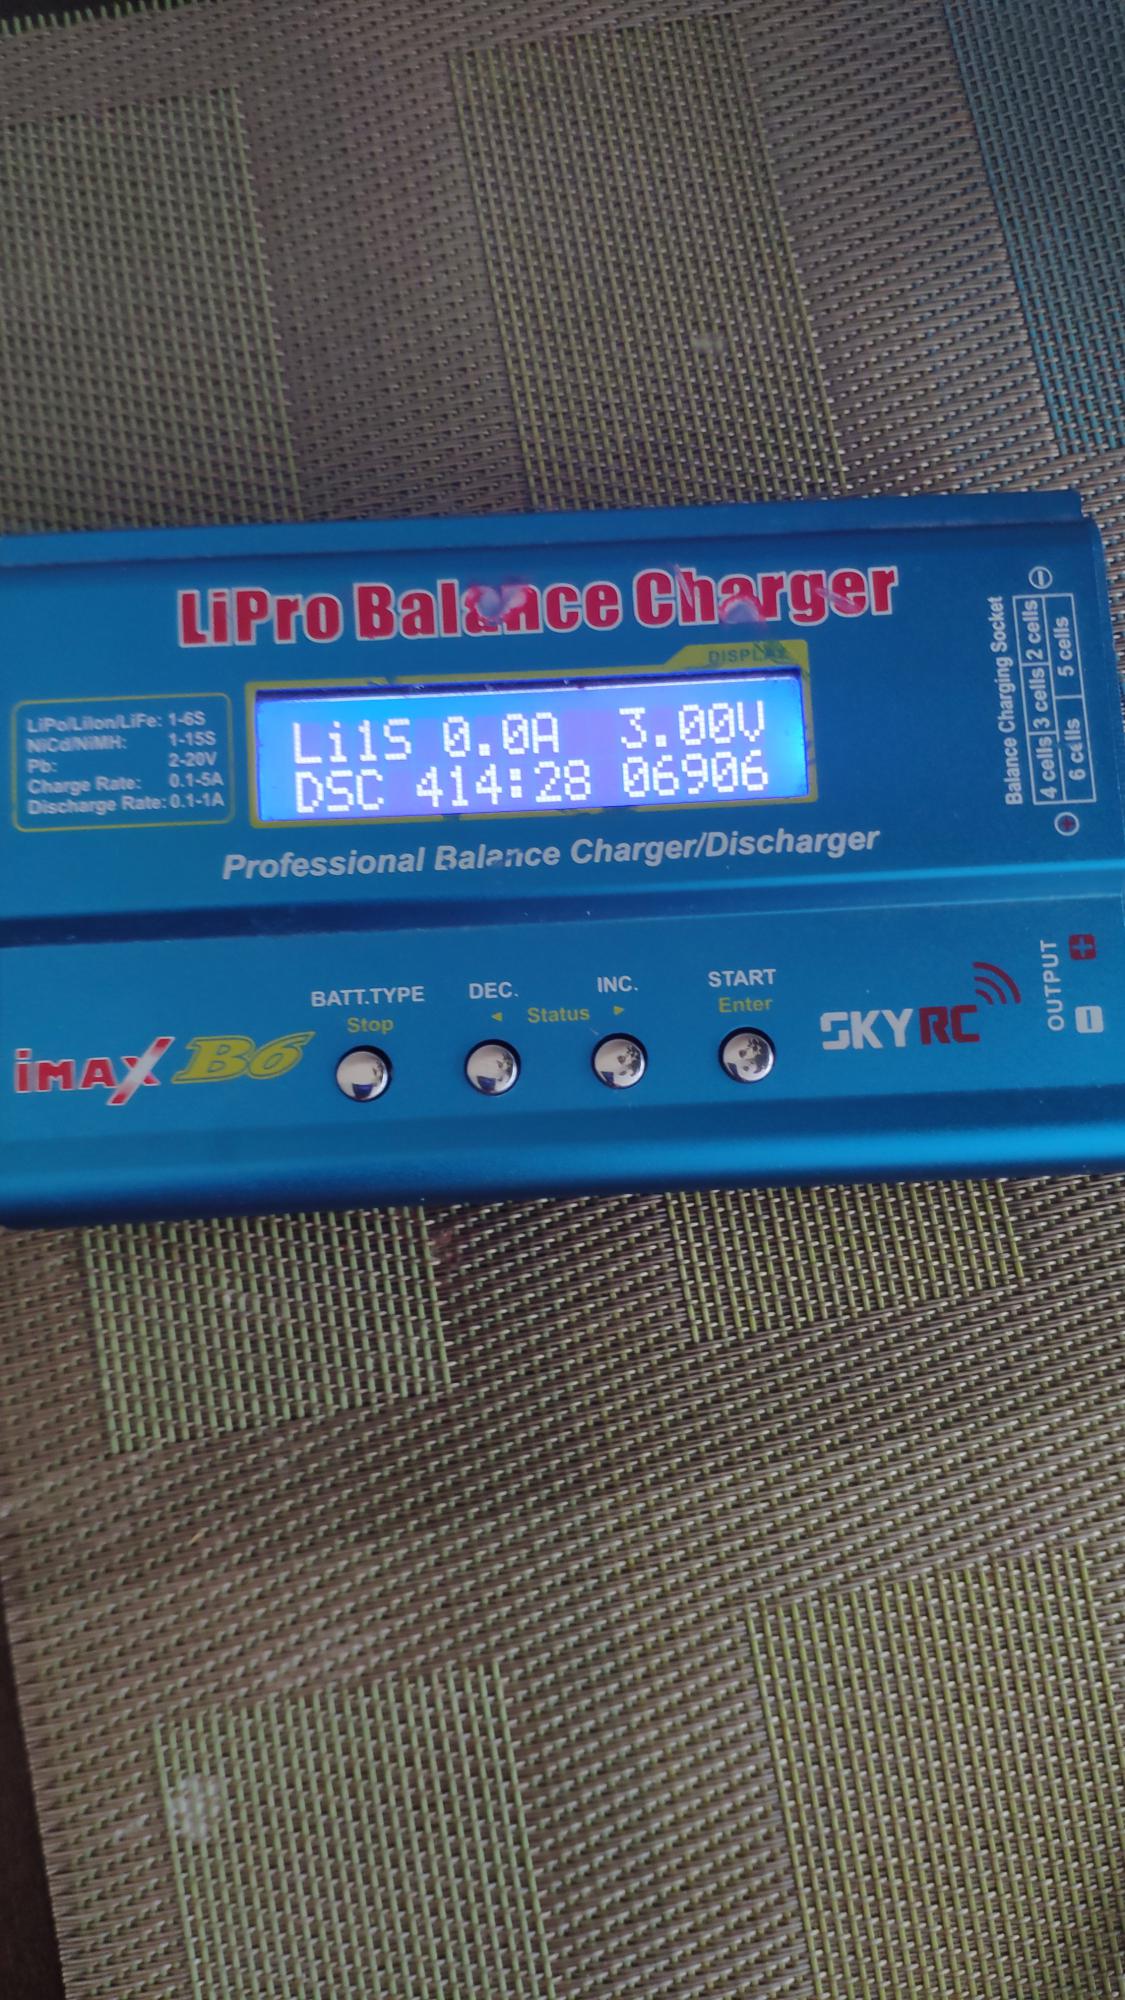 LiPro Balance Charger
DISPLAY
LiPo/LiIon/LiFe: 1-6S
NiCd/NiMH: 1-15S
Pb: 2-20V
Charge Rate: 0.1-5A
Discharge Rate: 0.1-1A
Li1S 0.0A 3.00V
DSC 414:28 06906
Professional Balance Charger/Discharger
Balance Charging Socket
4 cells 3 cells 2 cells
6 cells 5 cells
BATT.TYPE DEC. INC. START
Stop ◄ Status ► Enter
iMAX B6
SKYRC
OUTPUT